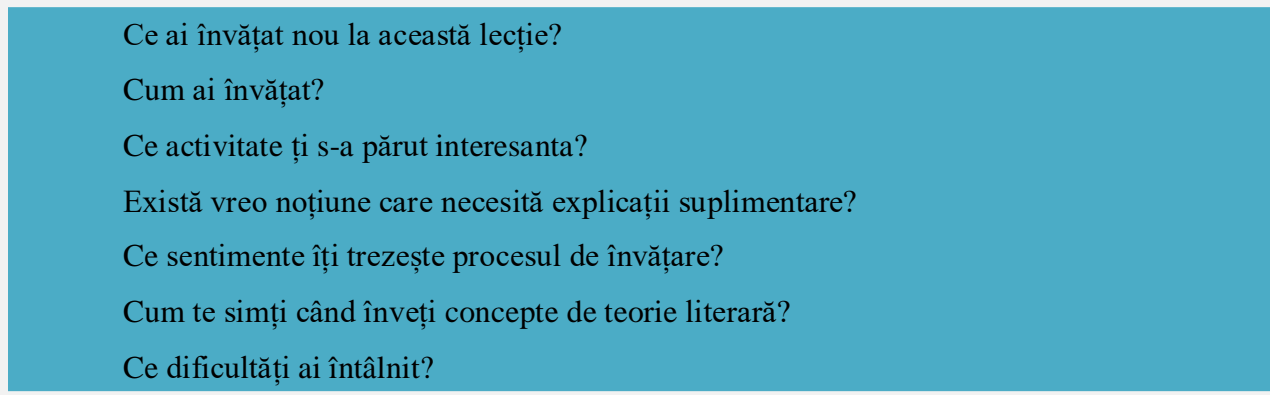 Ce ai învățat nou la această lecție?
Cum ai învățat?
Ce activitate ți s-a părut interesanta?
Există vreo noțiune care necesită explicații suplimentare?
Ce sentimente îți trezește procesul de învățare?
Cum te simți când înveți concepte de teorie literară?
Ce dificultăți ai întâlnit?